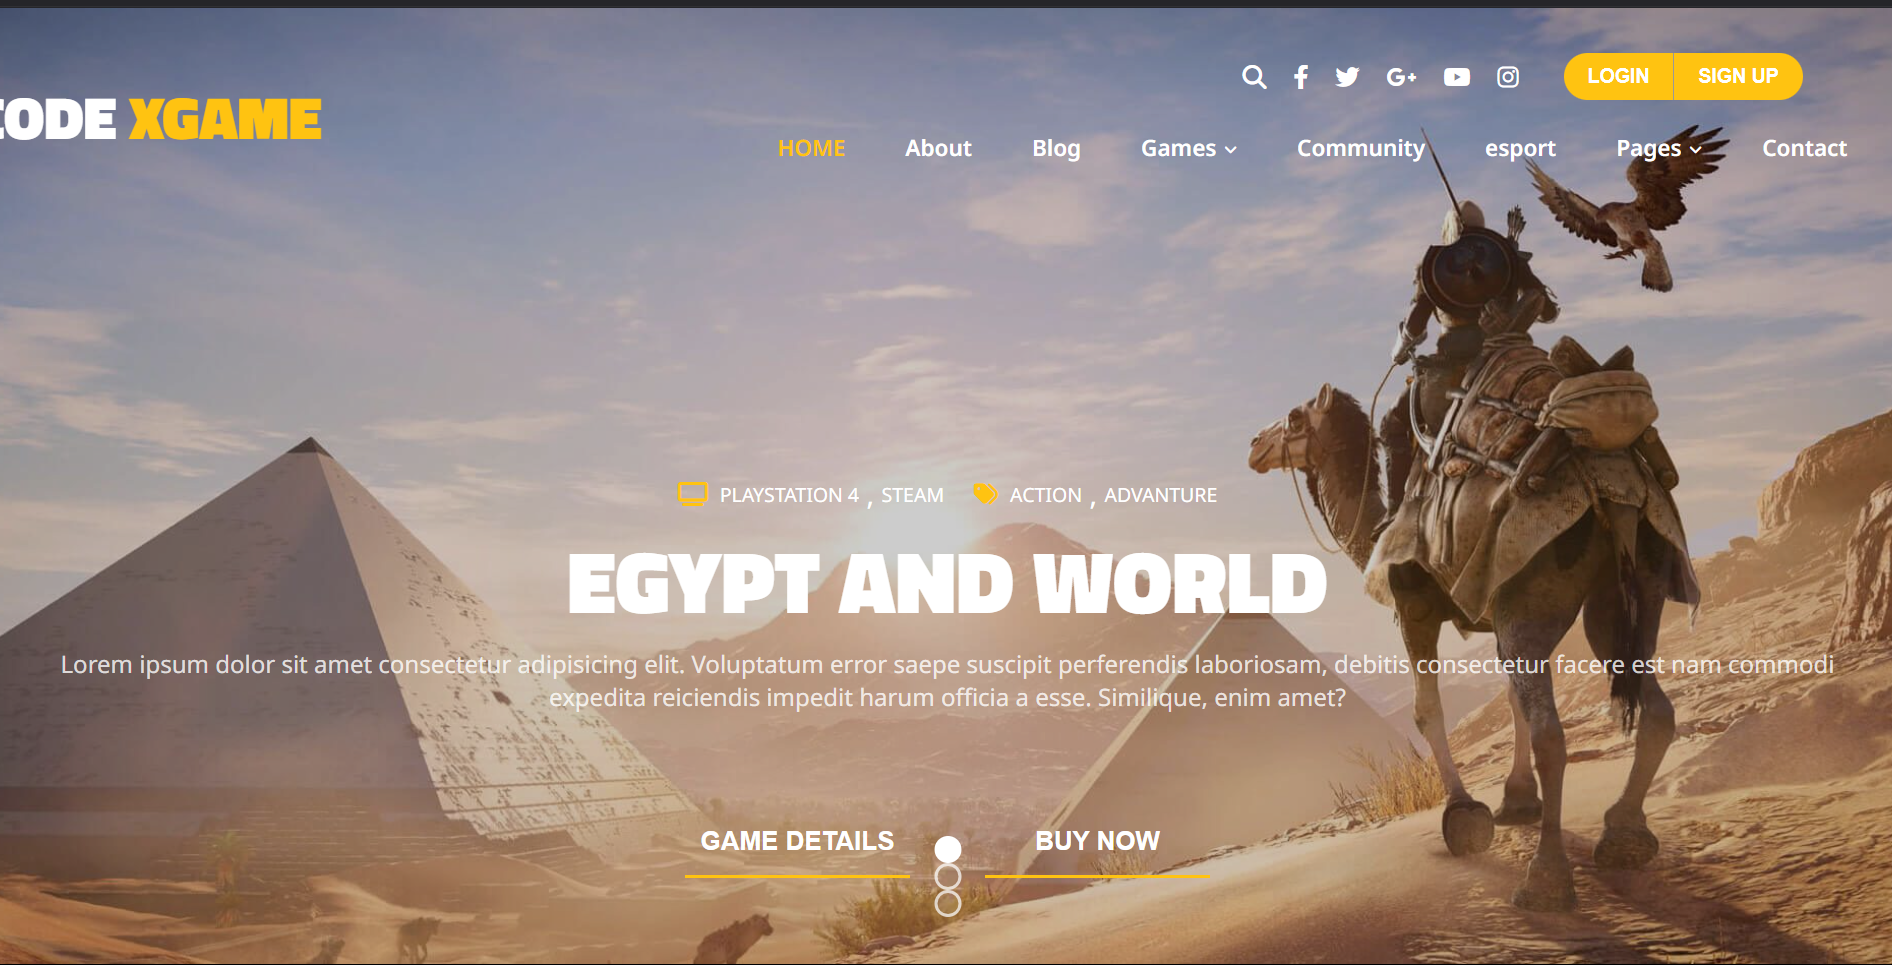 CODE XGAME
LOGIN SIGN UP
HOME About Blog Games Community esport Pages Contact
PLAYSTATION 4 , STEAM ACTION , ADVANTURE
EGYPT AND WORLD
Lorem ipsum dolor sit amet consectetur adipisicing elit. Voluptatum error saepe suscipit perferendis laboriosam, debitis consectetur facere est nam commodi
expedita reiciendis impedit harum officia a esse. Similique, enim amet?
GAME DETAILS BUY NOW